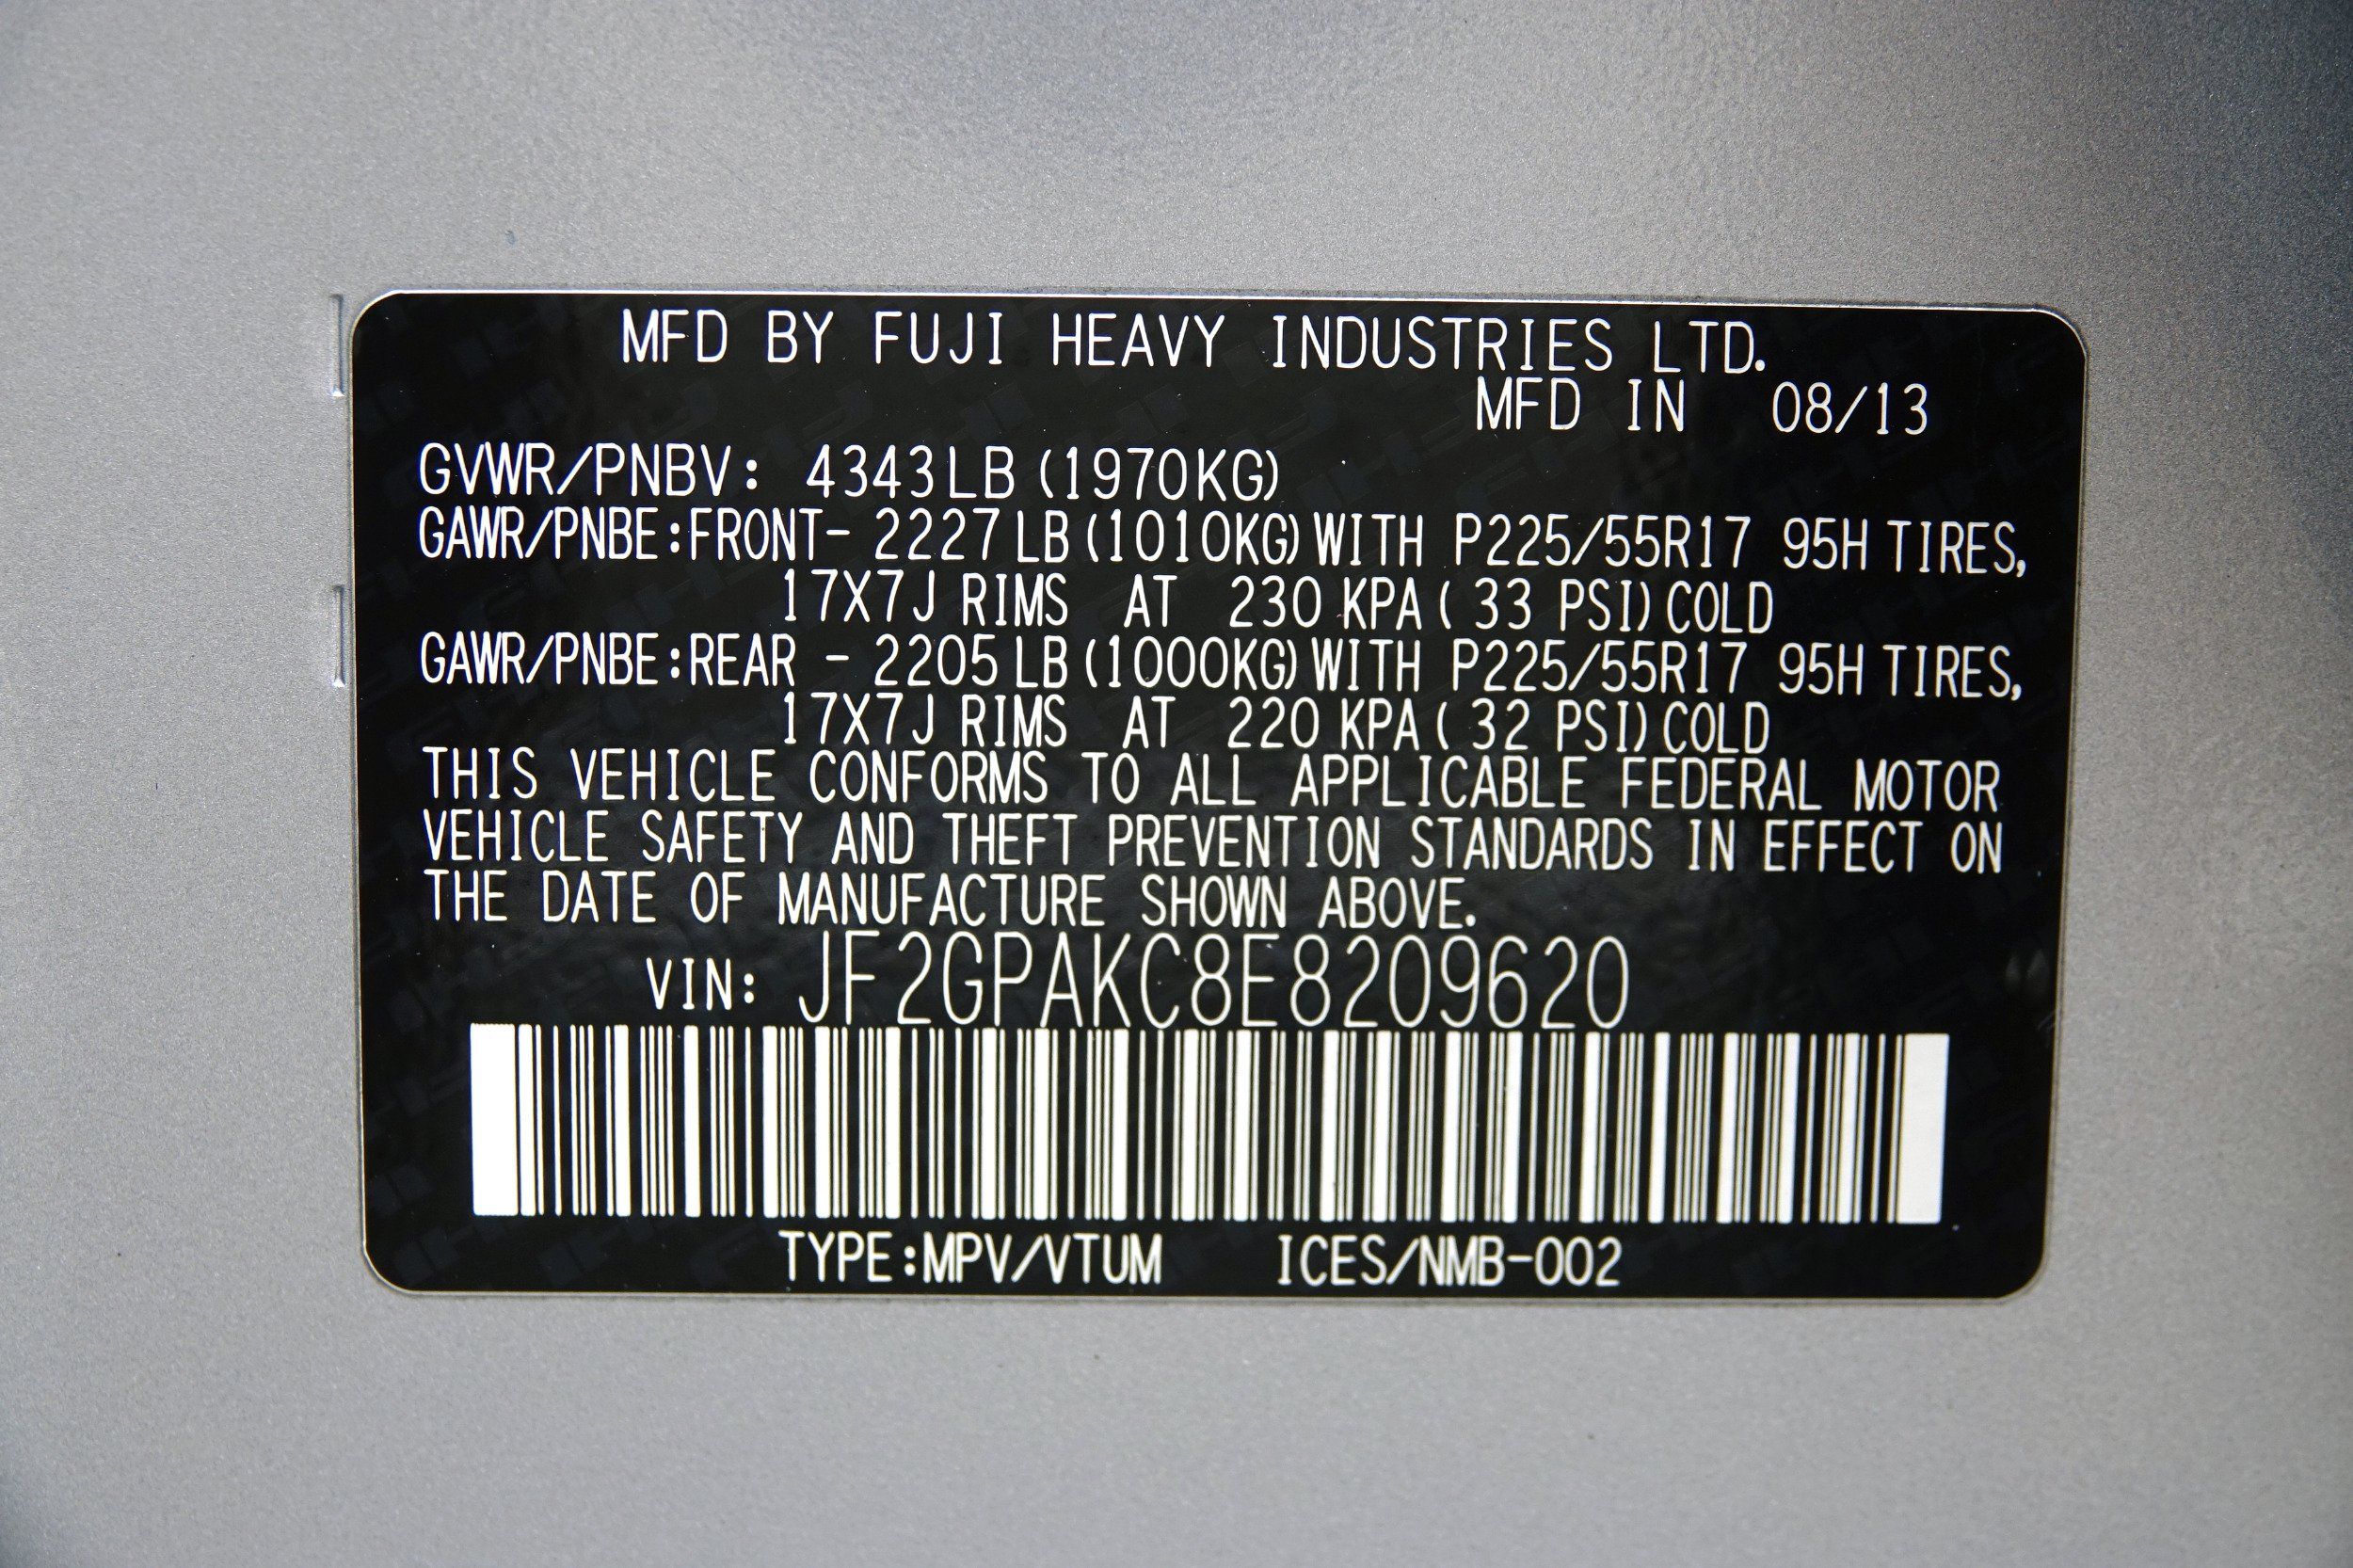 MFD BY FUJI HEAVY INDUSTRIES LTD.
MFD IN 08/13
GVWR/PNBV: 4343LB (1970KG)
GAWR/PNBE:FRONT- 2227 LB (1010KG) WITH P225/55R17 95H TIRES,
17X7J RIMS AT 230 KPA ( 33 PSI) COLD
GAWR/PNBE:REAR - 2205 LB (1000KG) WITH P225/55R17 95H TIRES,
17X7J RIMS AT 220 KPA ( 32 PSI) COLD
THIS VEHICLE CONFORMS TO ALL APPLICABLE FEDERAL MOTOR
VEHICLE SAFETY AND THEFT PREVENTION STANDARDS IN EFFECT ON
THE DATE OF MANUFACTURE SHOWN ABOVE.
VIN: JF2GPAKC8E8209620
TYPE:MPV/VTUM ICES/NMB-002